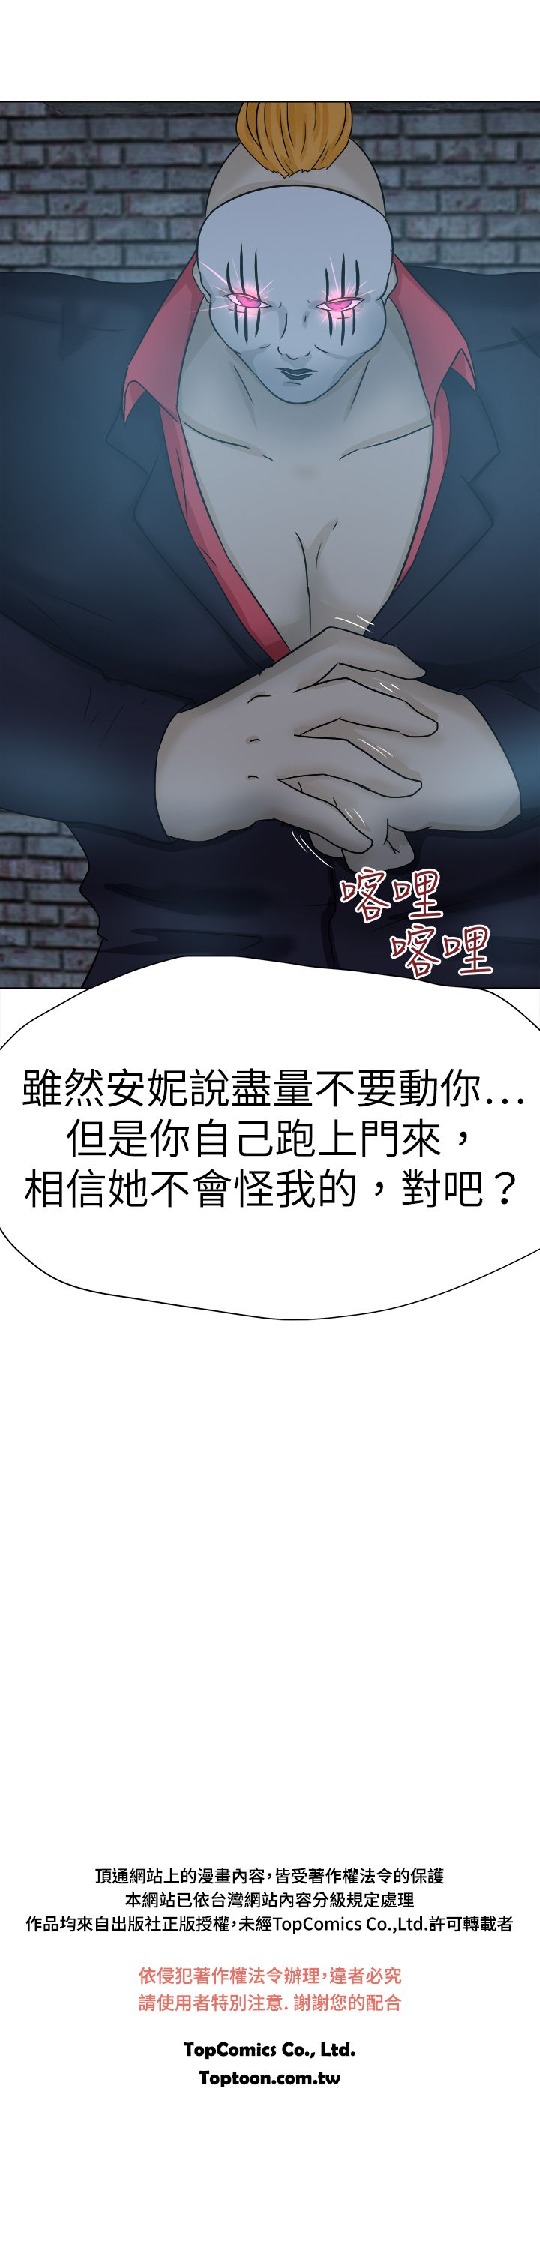 喀哩
喀哩
雖然安妮說盡量不要動你...
但是你自己跑上門來，
相信她不會怪我的，對吧？
頂通網站上的漫畫內容，皆受著作權法令的保護
本網站已依台灣網站內容分級規定處理
作品均來自出版社正版授權，未經TopComics Co.,Ltd.許可轉載者
依侵犯著作權法令辦理，違者必究
請使用者特別注意. 謝謝您的配合
TopComics Co., Ltd.
Toptoon.com.tw